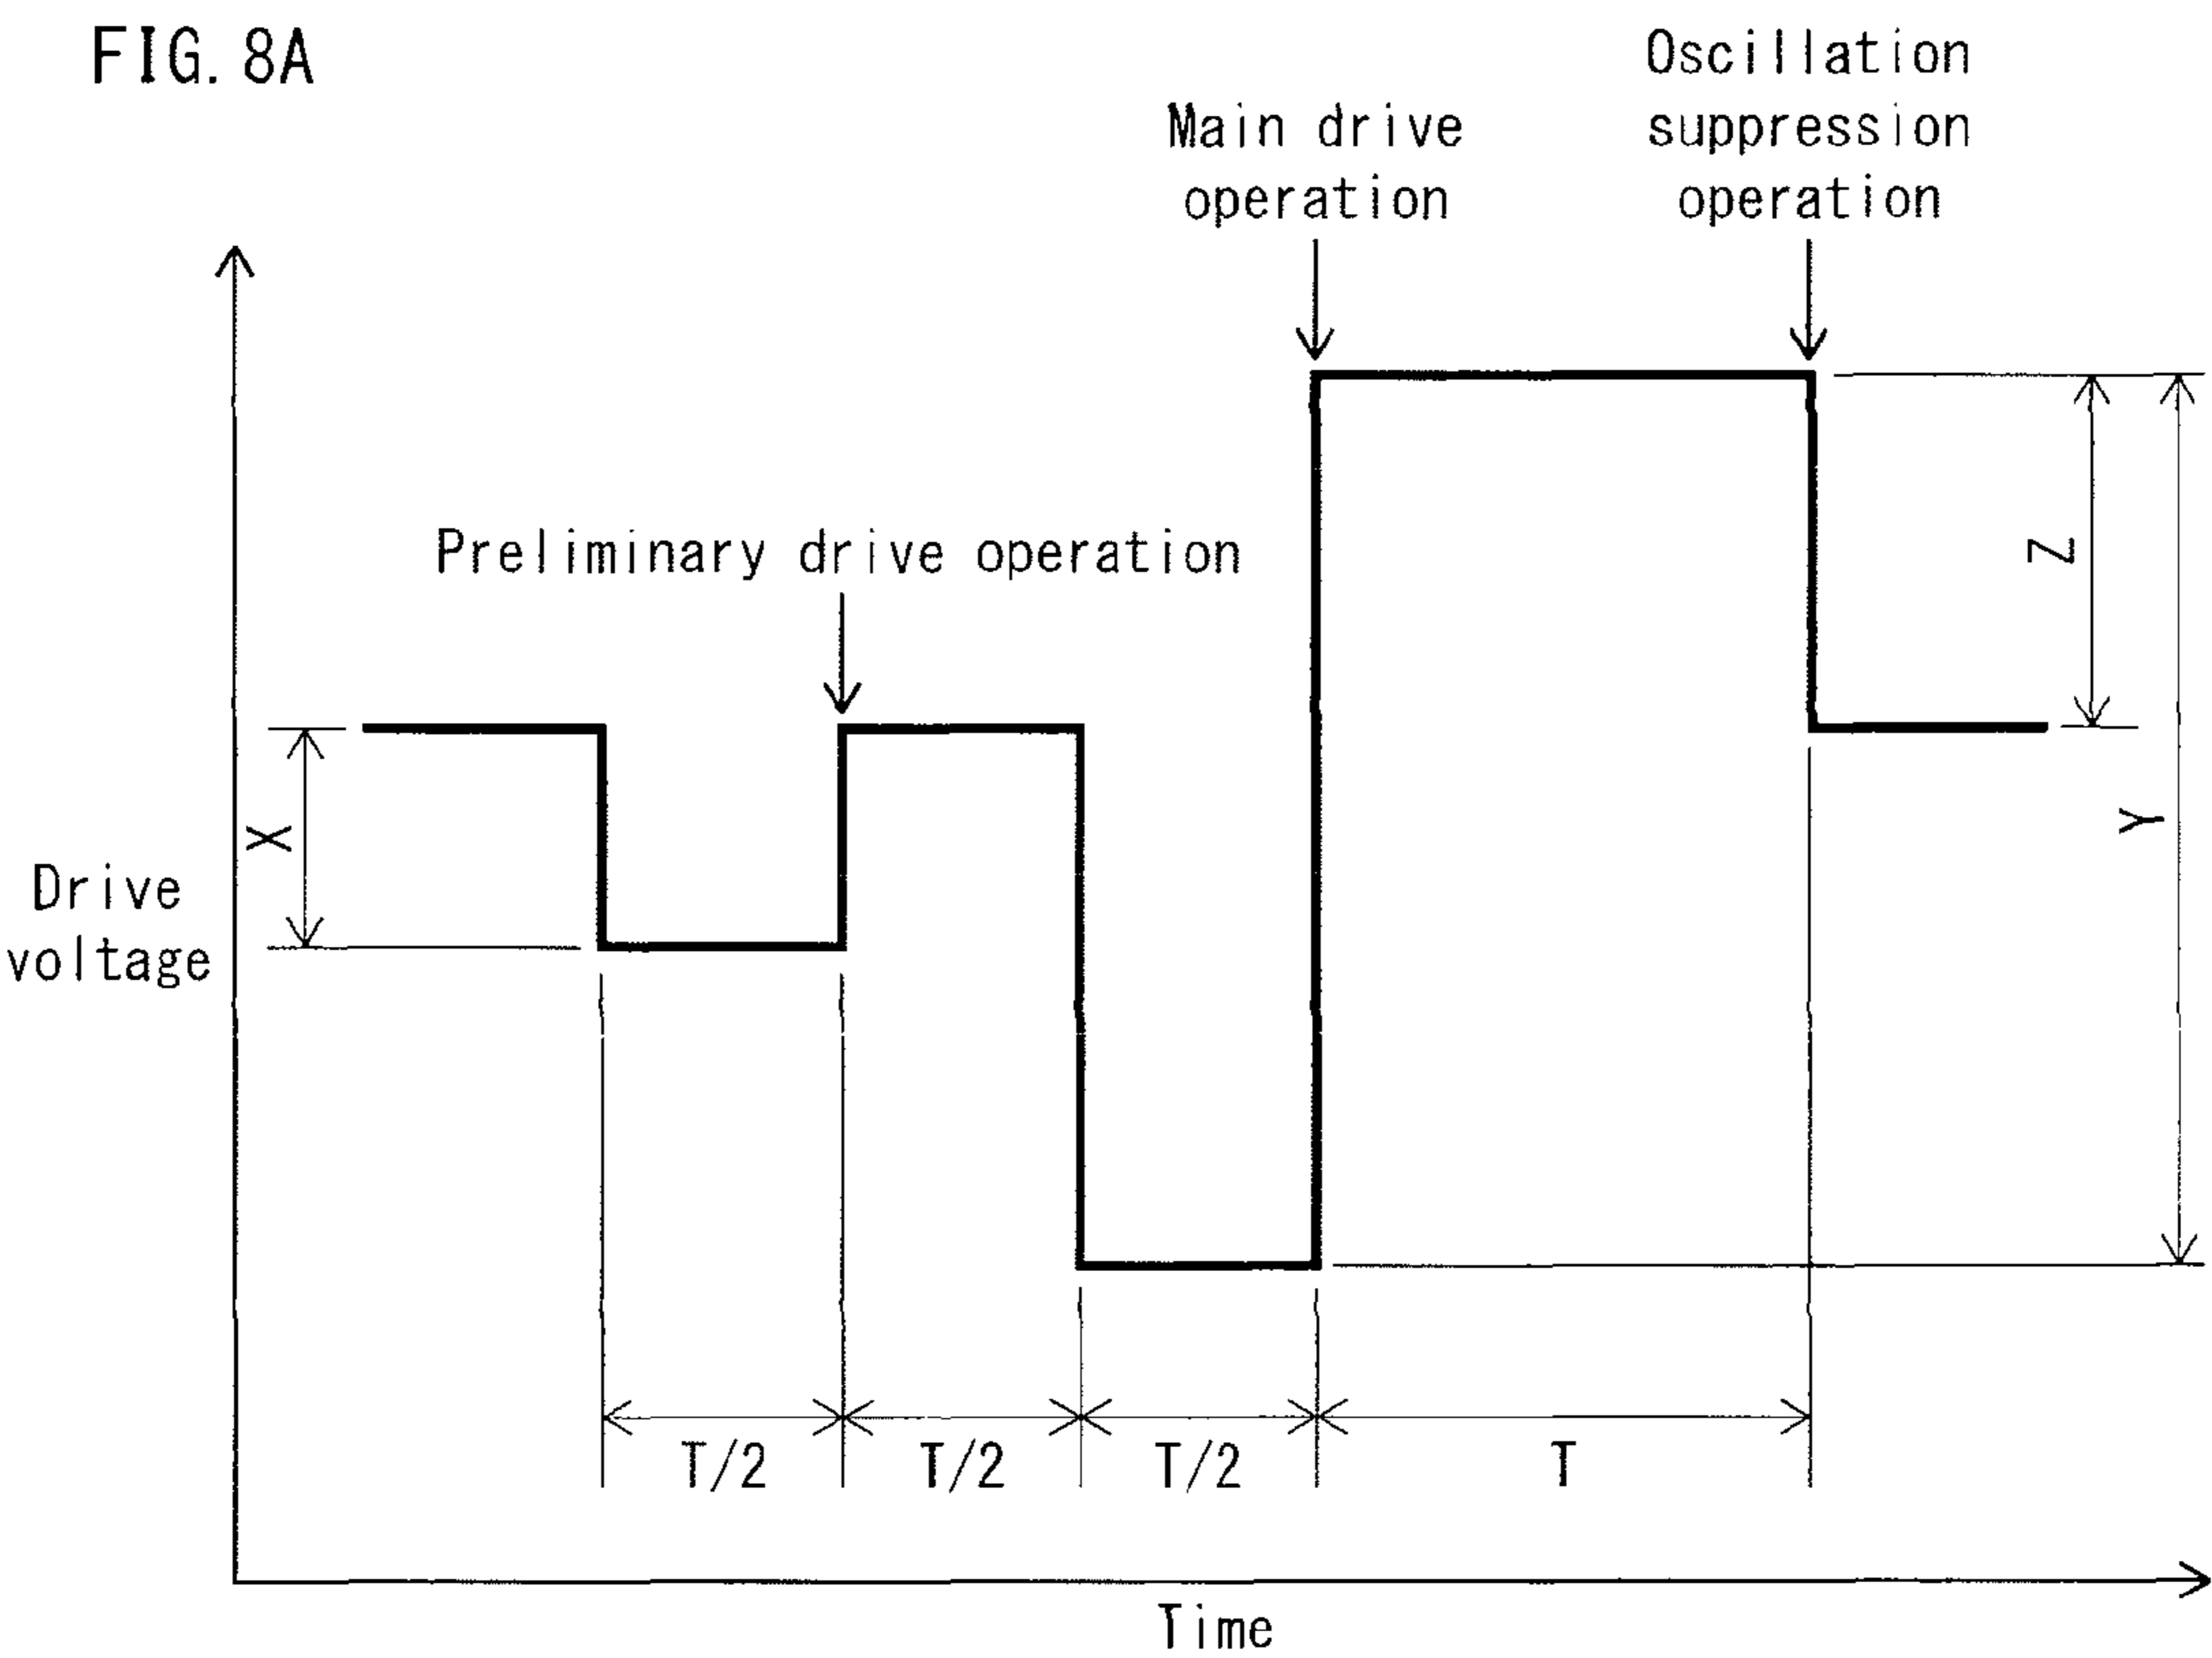 FIG. 8A
Oscillation
suppression
operation
Main drive
operation
Preliminary drive operation
Z
X
Y
Drive
voltage
T/2
T/2
T/2
T
Time